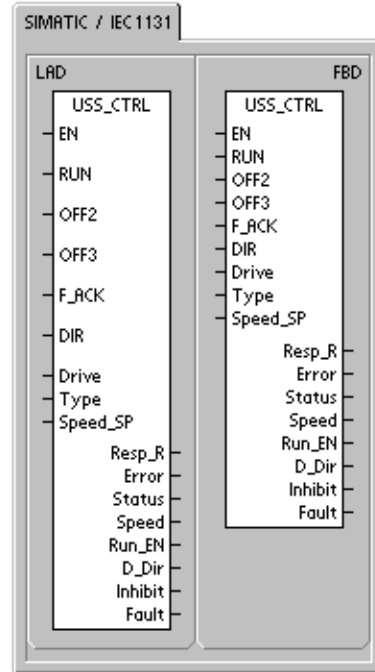 SIMATIC / IEC1131
LAD
USS_CTRL
EN
RUN
OFF2
OFF3
F_ACK
DIR
Drive
Type
Speed_SP
Resp_R
Error
Status
Speed
Run_EN
D_Dir
Inhibit
Fault
FBD
USS_CTRL
EN
RUN
OFF2
OFF3
F_ACK
DIR
Drive
Type
Speed_SP
Resp_R
Error
Status
Speed
Run_EN
D_Dir
Inhibit
Fault